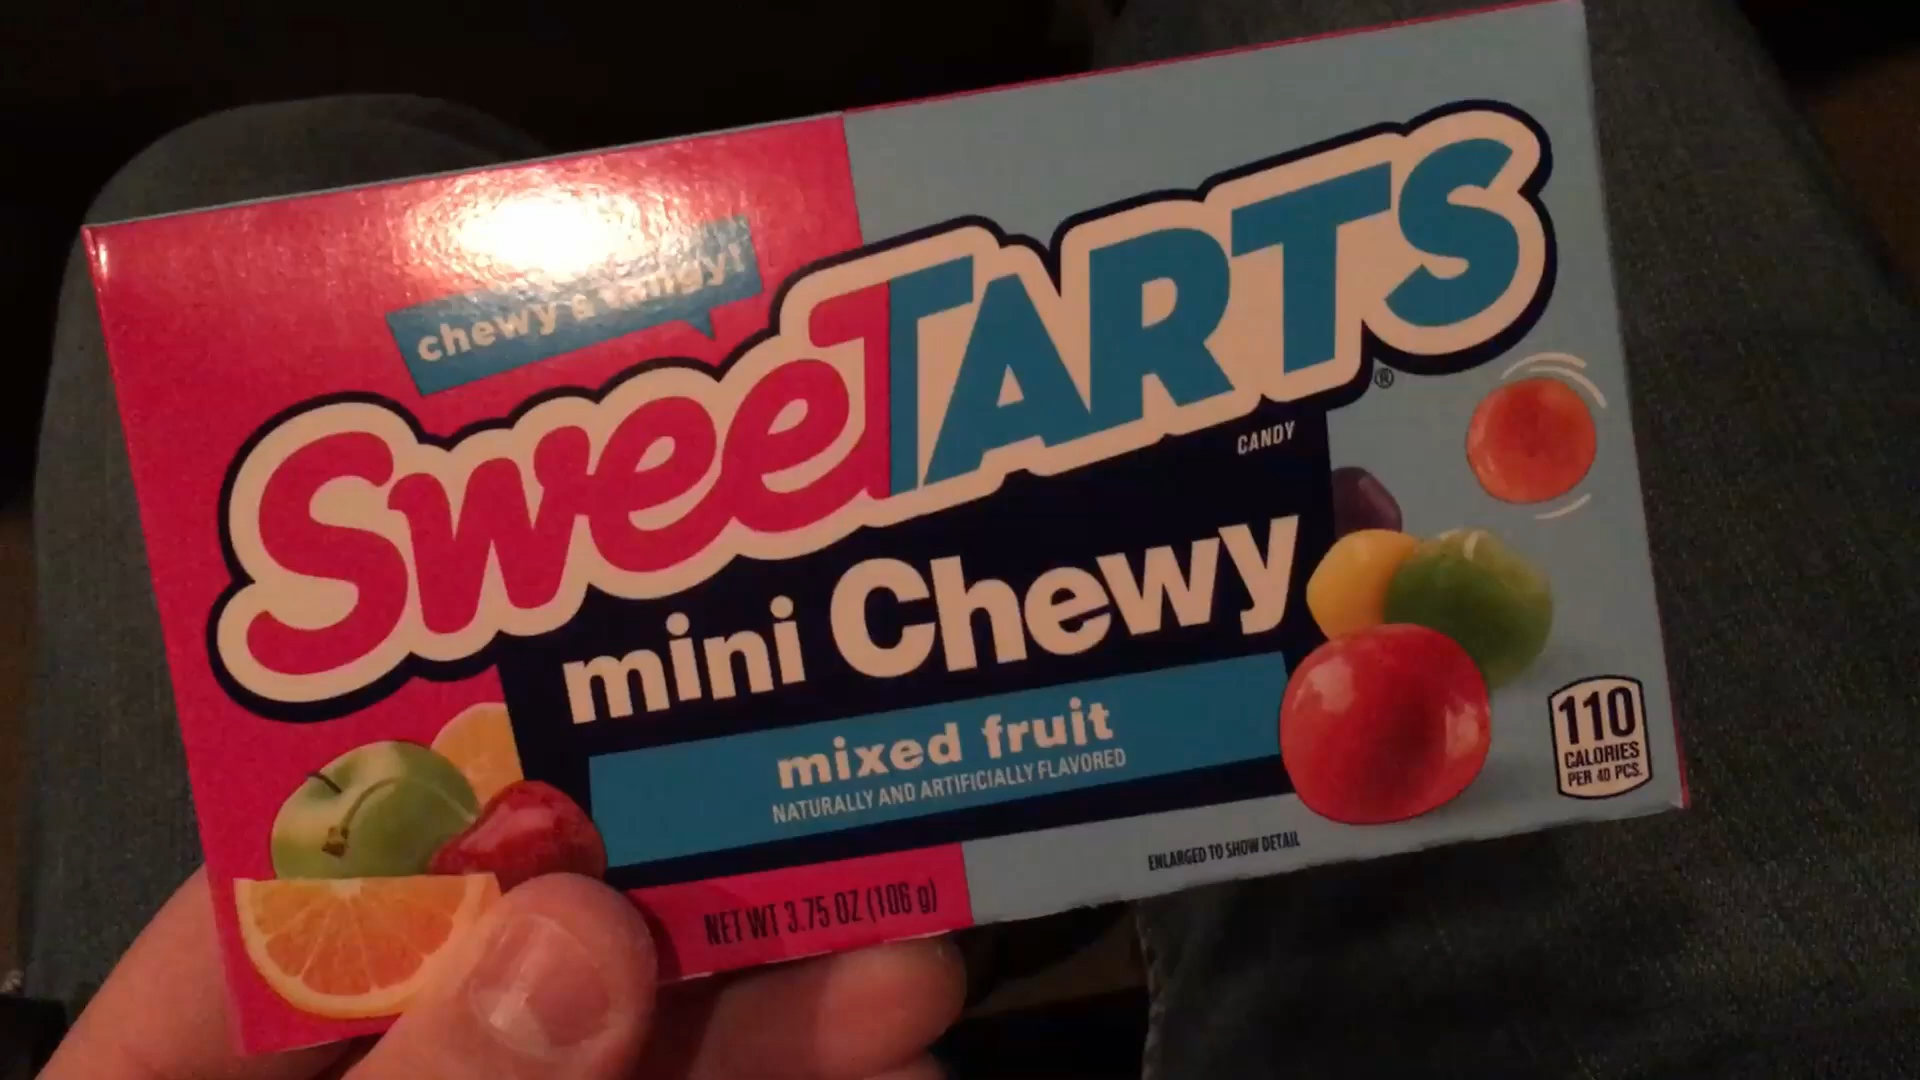 chewy & tangy!
SweeTARTS
®
CANDY
mini Chewy
mixed fruit
NATURALLY AND ARTIFICIALLY FLAVORED
110
CALORIES
PER 40 PCS.
ENLARGED TO SHOW DETAIL
NET WT 3.75 OZ (106 g)